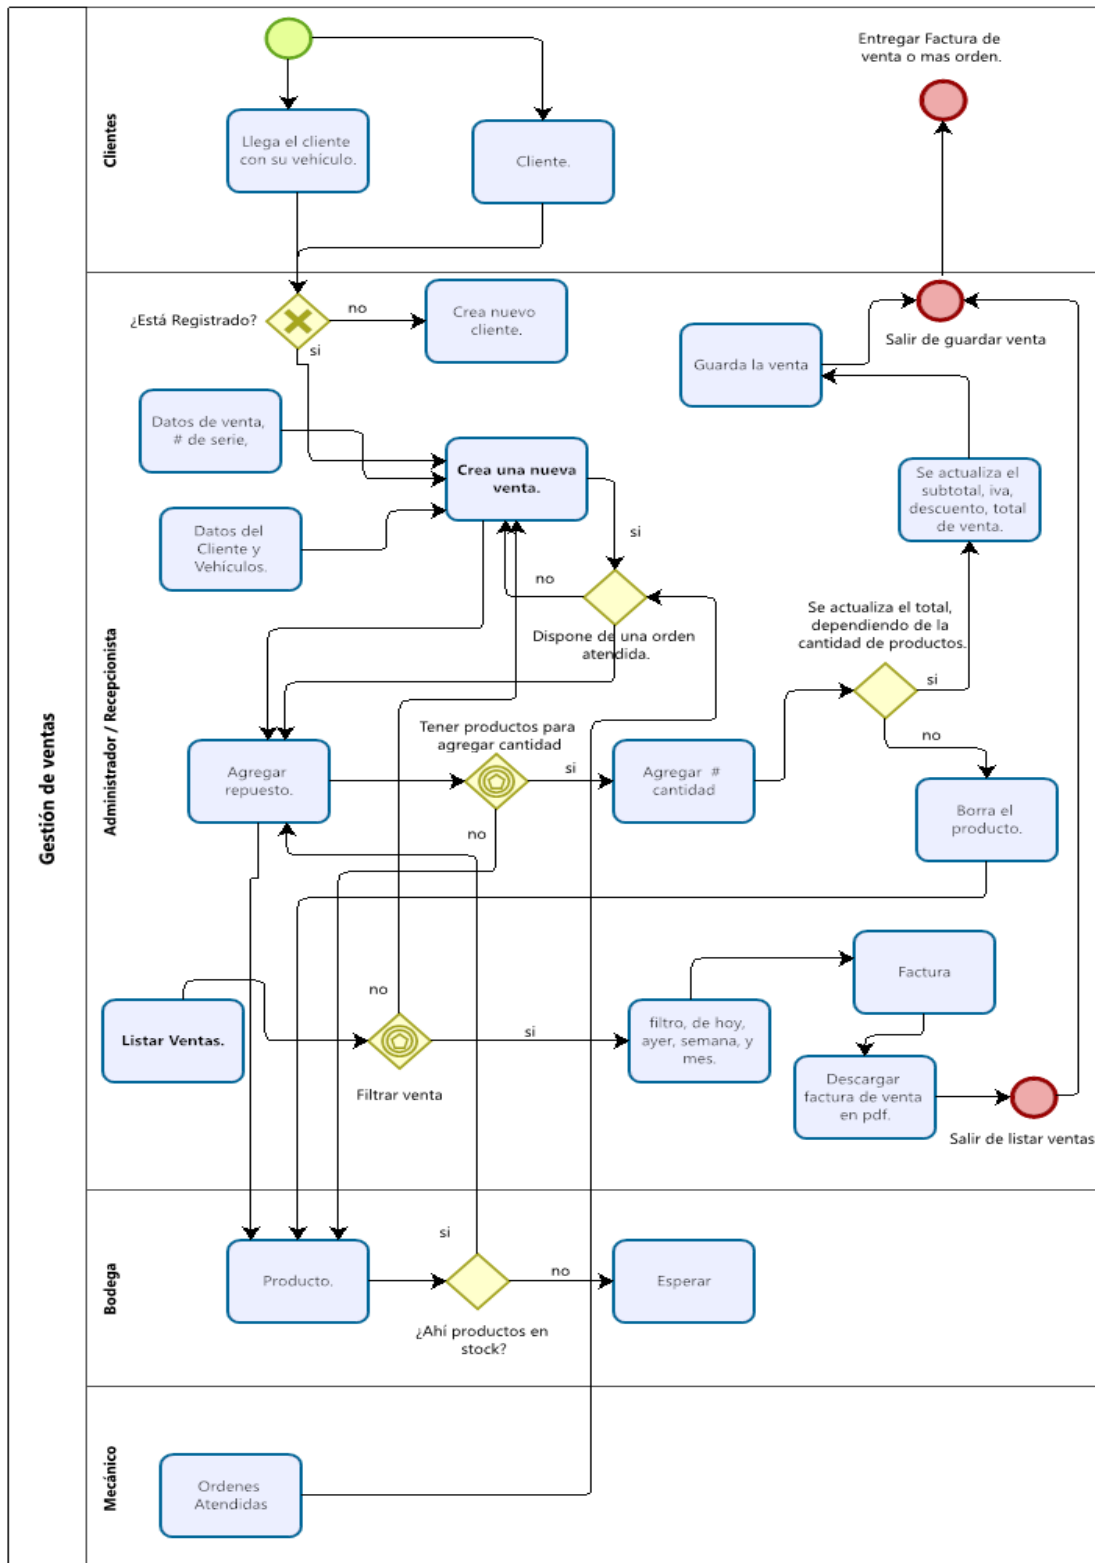 Gestión de ventas
Clientes
Llega el cliente
con su vehículo.
Cliente.
Entregar Factura de
venta o mas orden.
Administrador / Recepcionista
¿Está Registrado?
no
si
Crea nuevo
cliente.
Guarda la venta
Salir de guardar venta
Datos de venta,
# de serie,
Crea una nueva
venta.
Datos del
Cliente y
Vehículos.
si
no
Dispone de una orden
atendida.
Se actualiza el
subtotal, iva,
descuento, total
de venta.
Se actualiza el total,
dependiendo de la
cantidad de productos.
si
no
Agregar
repuesto.
Tener productos para
agregar cantidad
si
no
Agregar #
cantidad
Borra el
producto.
Listar Ventas.
no
si
Filtrar venta
filtro, de hoy,
ayer, semana, y
mes.
Factura
Descargar
factura de venta
en pdf.
Salir de listar ventas
Bodega
Producto.
si
no
¿Ahí productos en
stock?
Esperar
Mecánico
Ordenes
Atendidas